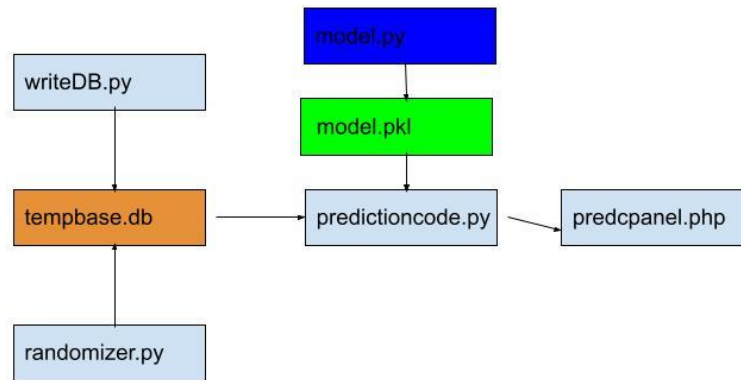 model.py
writeDB.py
model.pkl
tempbase.db
predictioncode.py
predcpanel.php
randomizer.py